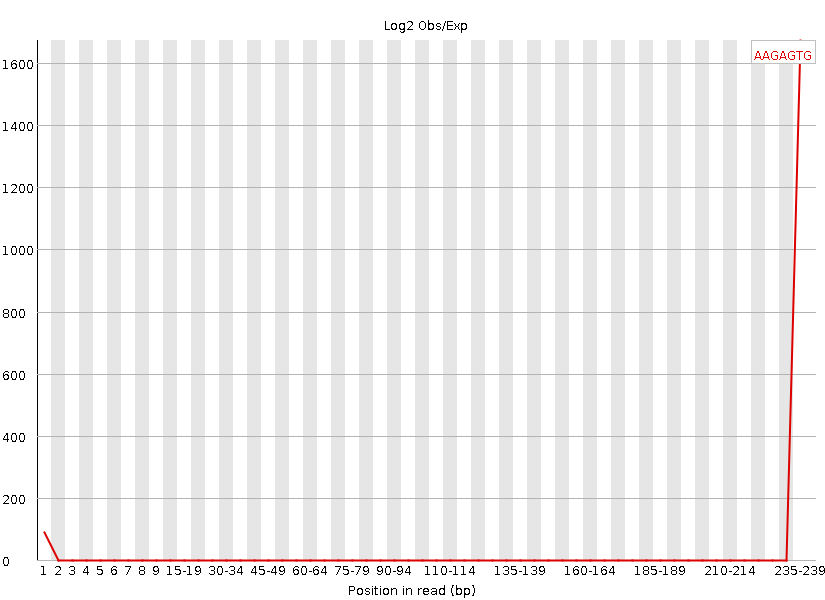 Log2 Obs/Exp
AAGAGTG
1600
1400
1200
1000
800
600
400
200
0
1 2 3 4 5 6 7 8 9 15-19 30-34 45-49 60-64 75-79 90-94 110-114 135-139 160-164 185-189 210-214 235-239
Position in read (bp)